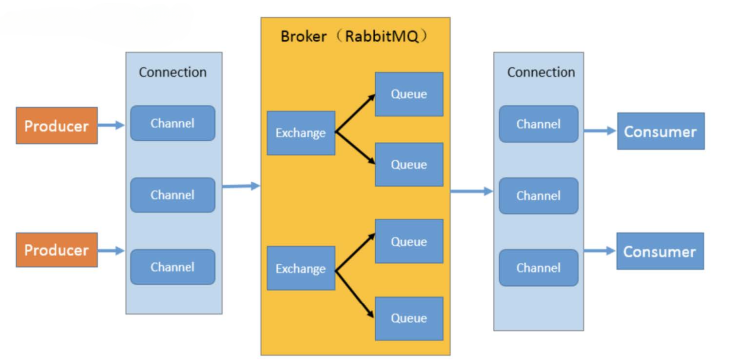 Broker（RabbitMQ）
Connection
Connection
Producer
Producer
Channel
Channel
Channel
Exchange
Queue
Queue
Exchange
Queue
Queue
Channel
Channel
Channel
Consumer
Consumer